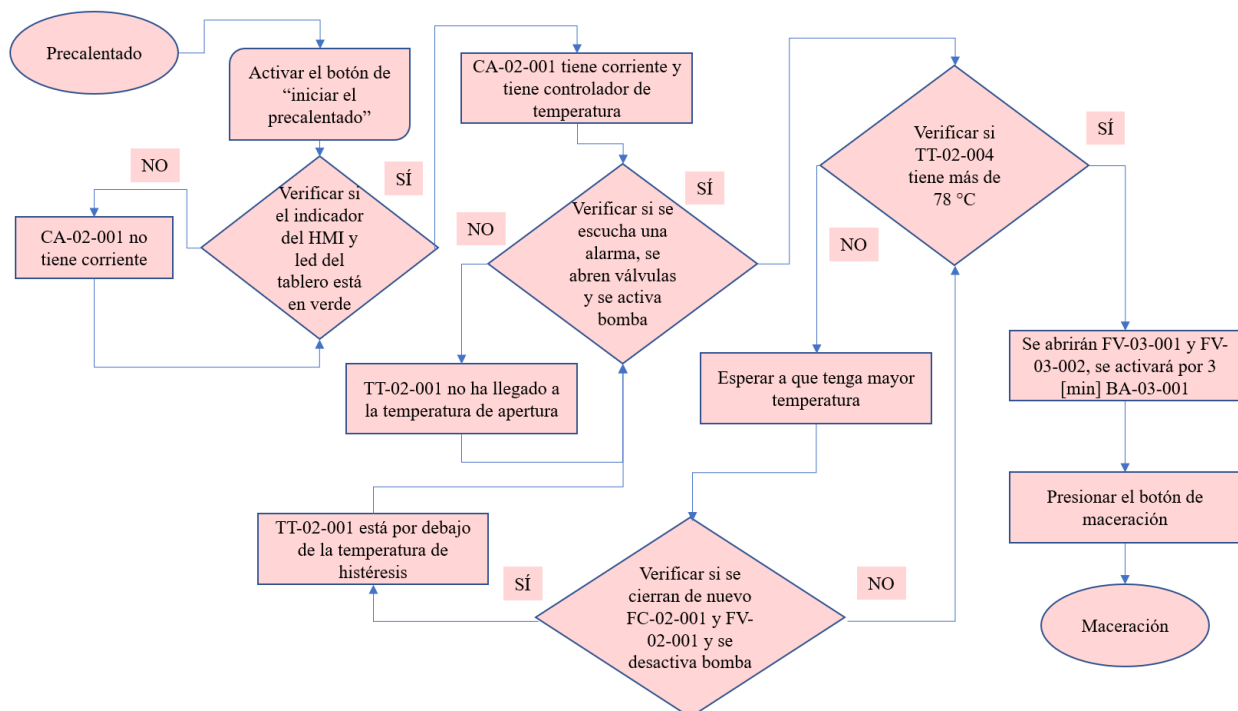 Precalentado
Activar el botón de
“iniciar el
precalentado”
NO
SÍ
Verificar si
el indicador
del HMI y
led del
tablero está
en verde
CA-02-001 no
tiene corriente
CA-02-001 tiene corriente y
tiene controlador de
temperatura
NO
SÍ
Verificar si se
escucha una
alarma, se
abren válvulas
y se activa
bomba
TT-02-001 no ha llegado a
la temperatura de apertura
TT-02-001 está por debajo
de la temperatura de
histéresis
Verificar si
TT-02-004
tiene más de
78 °C
SÍ
NO
Esperar a que tenga mayor
temperatura
SÍ
Verificar si se
cierran de nuevo
FC-02-001 y FV-
02-001 y se
desactiva bomba
NO
Se abrirán FV-03-001 y FV-
03-002, se activará por 3
[min] BA-03-001
Presionar el botón de
maceración
Maceración